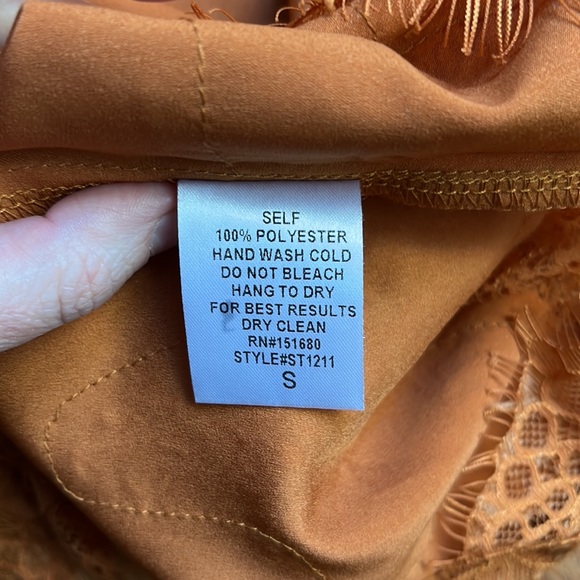 SELF
100% POLYESTER
HAND WASH COLD
DO NOT BLEACH
HANG TO DRY
FOR BEST RESULTS
DRY CLEAN
RN#151680
STYLE#ST1211
S